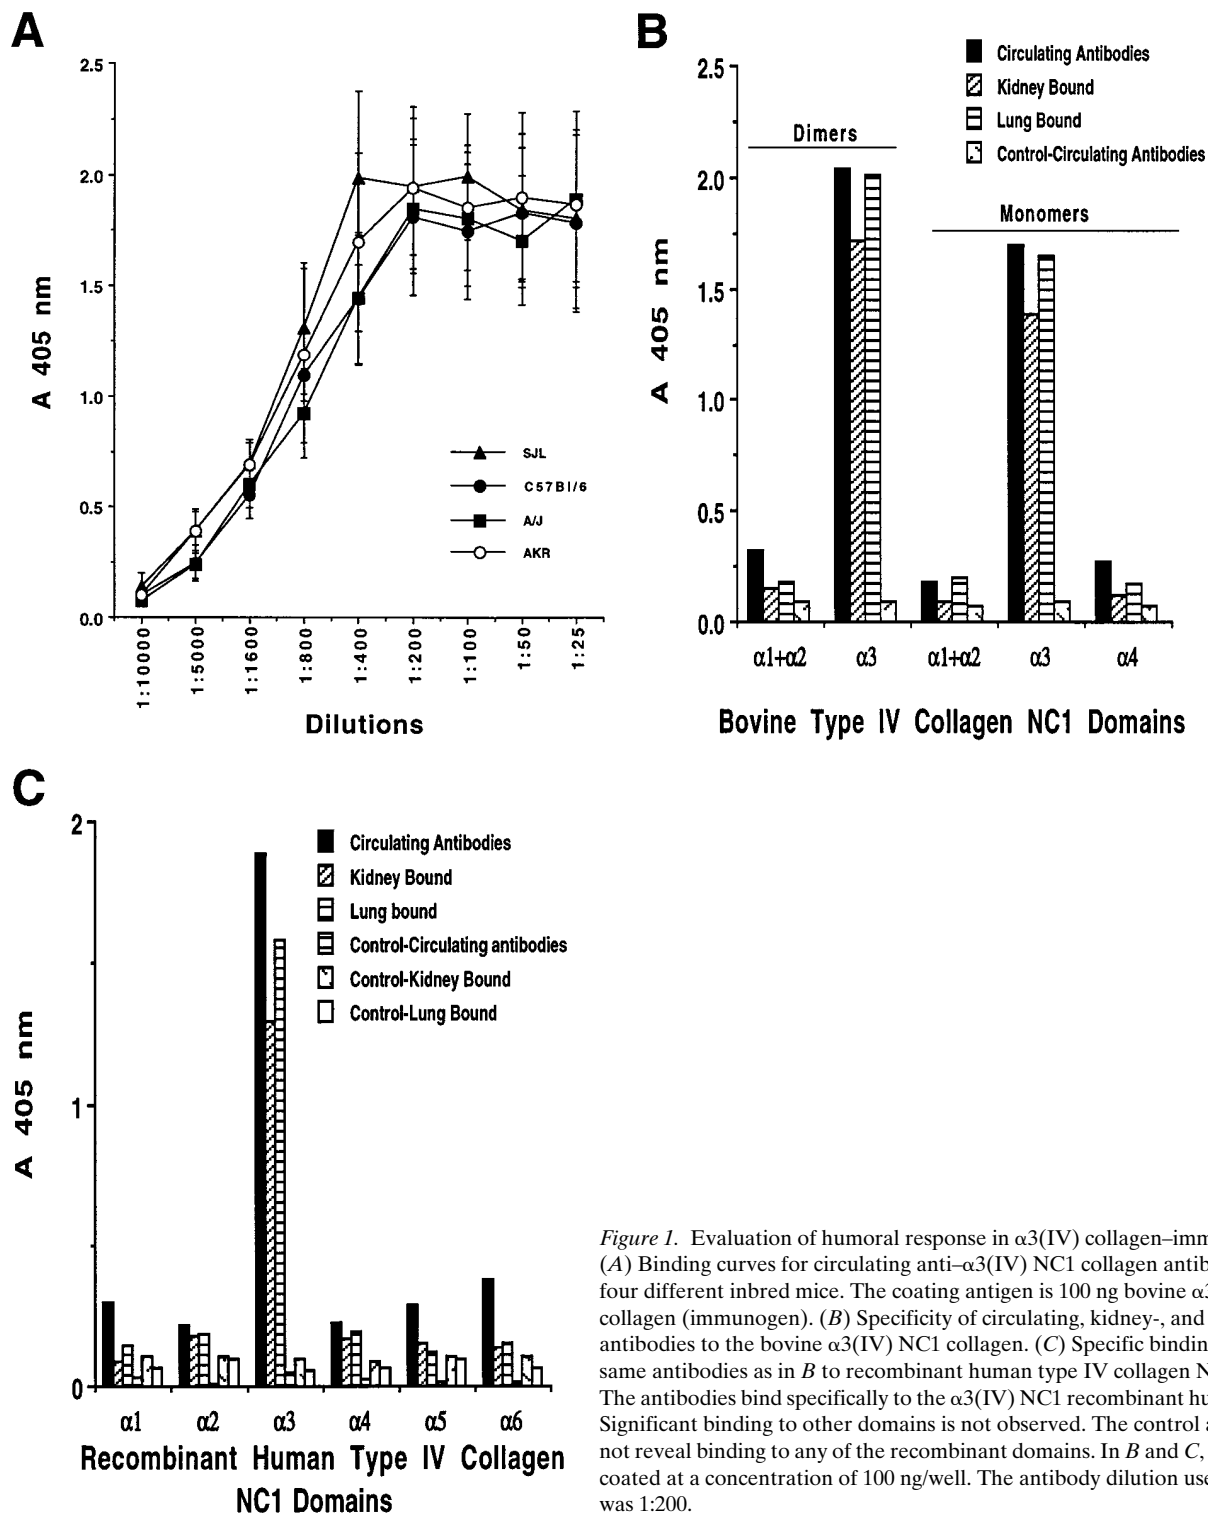 A
2.5
2.0
1.5
1.0
0.5
0.0
A 405 nm
SJL
C57Bl/6
A/J
AKR
1:10000
1:5000
1:1600
1:800
1:400
1:200
1:100
1:50
1:25
Dilutions
B
Circulating Antibodies
Kidney Bound
Lung Bound
Control-Circulating Antibodies
2.5
2.0
1.5
1.0
0.5
0.0
A 405 nm
Dimers
Monomers
α1+α2
α3
α1+α2
α3
α4
Bovine Type IV Collagen NC1 Domains
C
2
1
0
A 405 nm
Circulating Antibodies
Kidney Bound
Lung bound
Control-Circulating antibodies
Control-Kidney Bound
Control-Lung Bound
α1
α2
α3
α4
α5
α6
Recombinant Human Type IV Collagen
NC1 Domains
Figure 1. Evaluation of humoral response in α3(IV) collagen–imm
(A) Binding curves for circulating anti–α3(IV) NC1 collagen antib
four different inbred mice. The coating antigen is 100 ng bovine α3
collagen (immunogen). (B) Specificity of circulating, kidney-, and
antibodies to the bovine α3(IV) NC1 collagen. (C) Specific binding
same antibodies as in B to recombinant human type IV collagen N
The antibodies bind specifically to the α3(IV) NC1 recombinant hu
Significant binding to other domains is not observed. The control a
not reveal binding to any of the recombinant domains. In B and C,
coated at a concentration of 100 ng/well. The antibody dilution use
was 1:200.